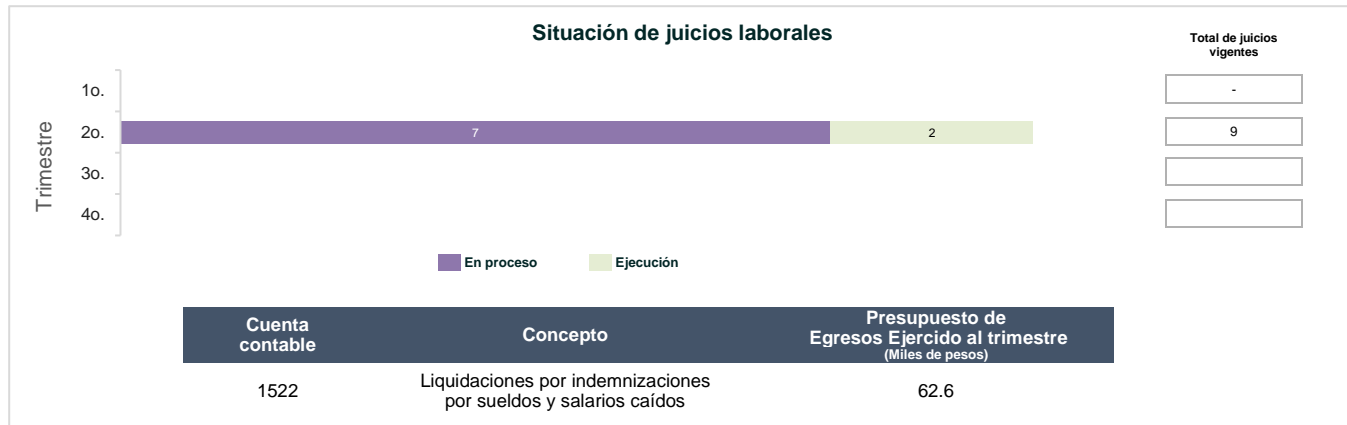 Situación de juicios laborales
Total de juicios
vigentes
Trimestre
1o.
-
2o.
7
2
9
3o.
4o.
En proceso
Ejecución
Cuenta
contable
Concepto
Presupuesto de
Egresos Ejercido al trimestre
(Miles de pesos)
1522
Liquidaciones por indemnizaciones
por sueldos y salarios caídos
62.6